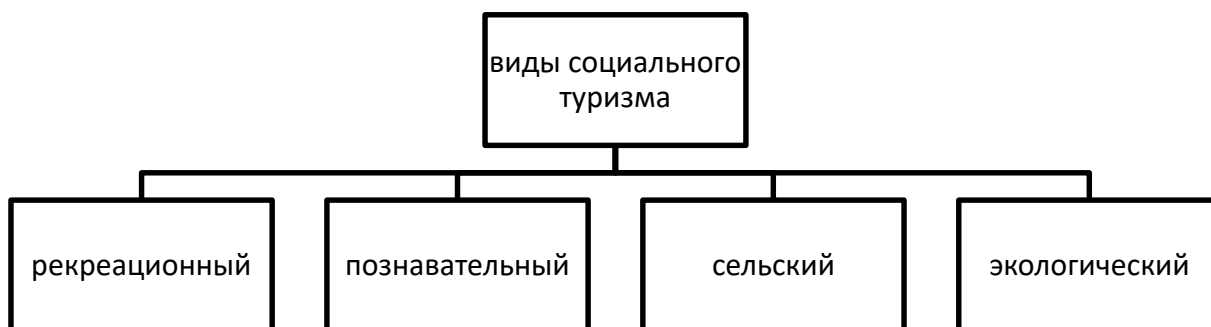 виды социального
туризма
рекреационный
познавательный
сельский
экологический